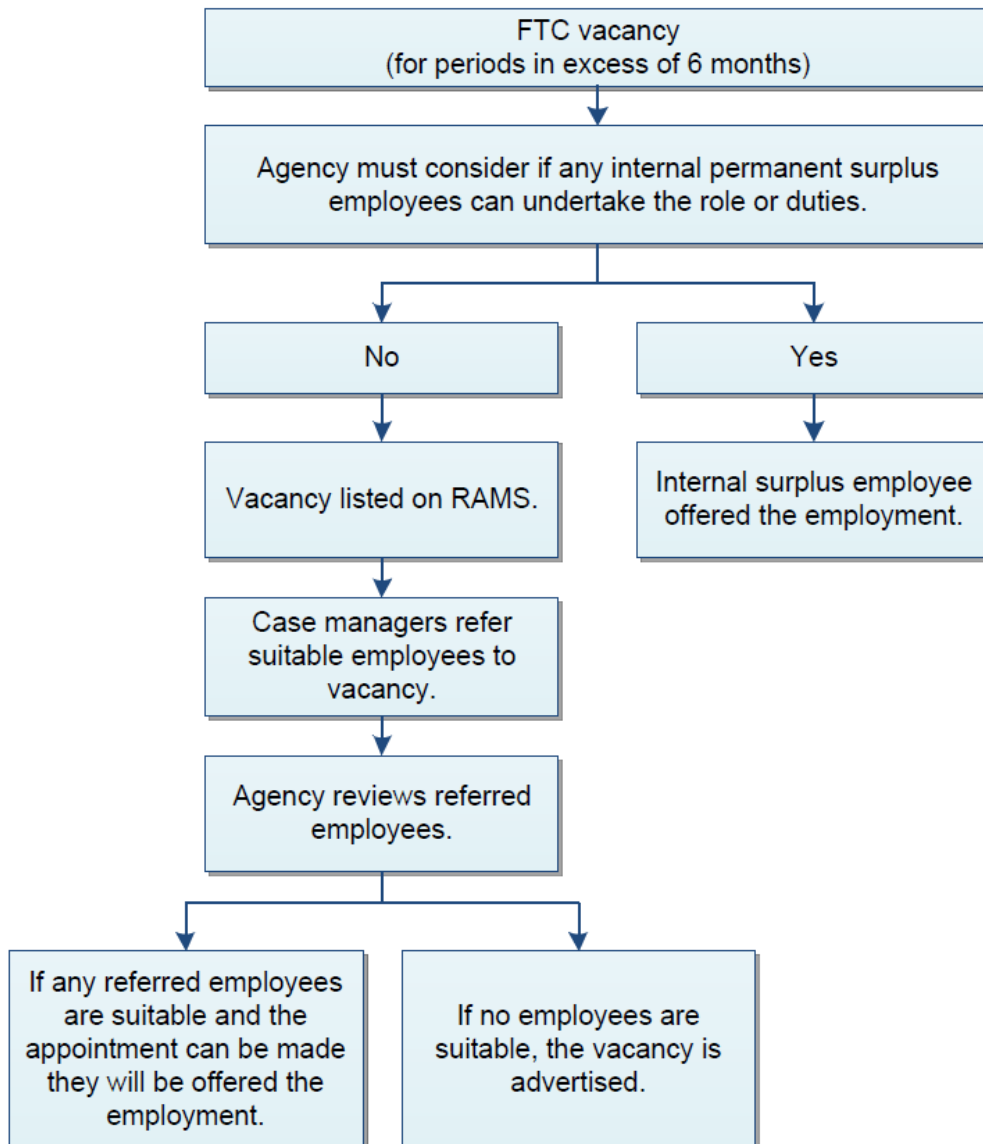 FTC vacancy
(for periods in excess of 6 months)
Agency must consider if any internal permanent surplus
employees can undertake the role or duties.
No
Yes
Vacancy listed on RAMS.
Internal surplus employee
offered the employment.
Case managers refer
suitable employees to
vacancy.
Agency reviews referred
employees.
If any referred employees
are suitable and the
appointment can be made
they will be offered the
employment.
If no employees are
suitable, the vacancy is
advertised.